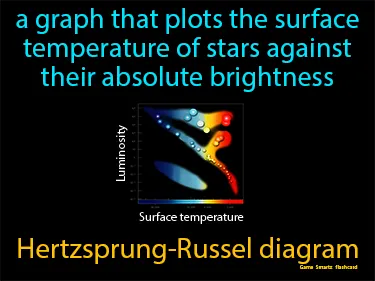 a graph that plots the surface
temperature of stars against
their absolute brightness
Luminosity
Surface temperature
Hertzsprung-Russel diagram
Game Smartz flashcard